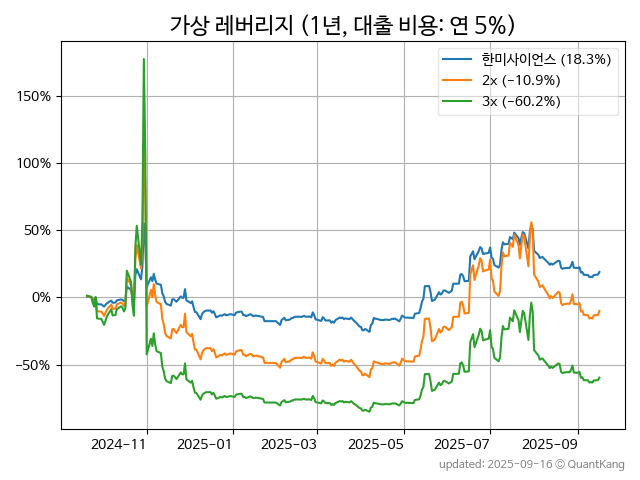 가상 레버리지 (1년, 대출 비용: 연 5%)
한미사이언스 (18.3%)
2x (−10.9%)
3x (−60.2%)
150%
100%
50%
0%
−50%
2024-11
2025-01
2025-03
2025-05
2025-07
2025-09
updated: 2025-09-16 © QuantKang